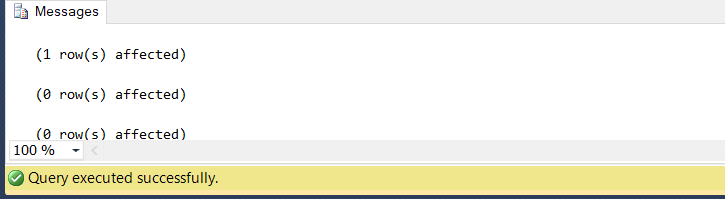 Messages
(1 row(s) affected)
(0 row(s) affected)
(0 row(s) affected)
100 %
Query executed successfully.